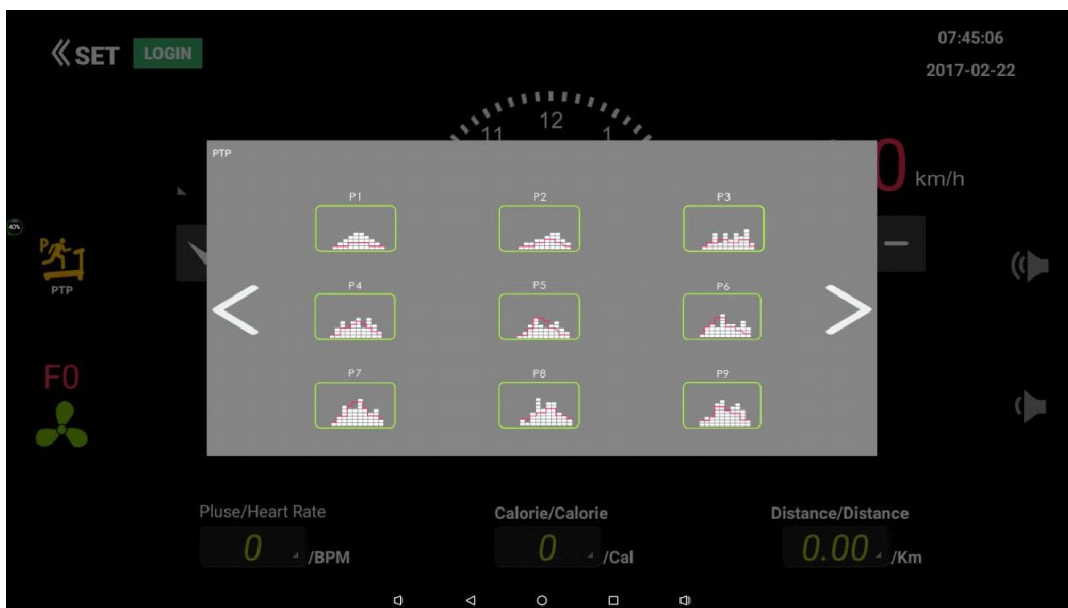 SET
LOGIN
07:45:06
2017-02-22
11
12
1
0 km/h
PTP
P1
P2
P3
40%
P
PTP
P4
P5
P6
F0
P7
P8
P9
Pluse/Heart Rate
Calorie/Calorie
Distance/Distance
0 /BPM
0 /Cal
0.00 /Km